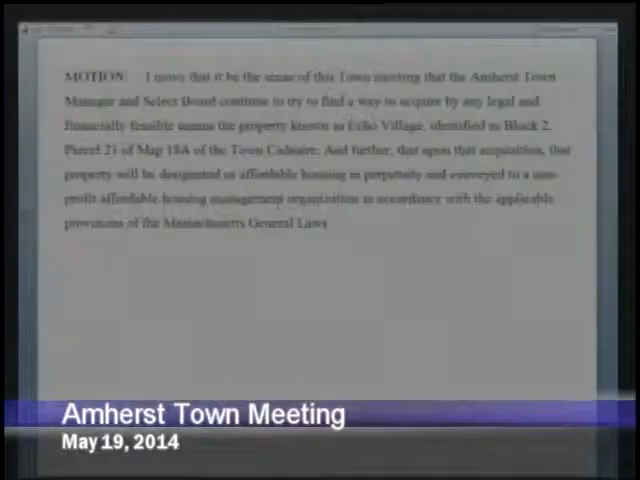 MOTION: I move that it be the sense of this Town meeting that the Amherst Town
Manager and Select Board continue to try to find a way to acquire by any legal and
financially feasible means the property known as Echo Village, identified as Block 2,
Parcel 21 of Map 18A of the Town Cadastre. And further, that upon that acquisition, that
property will be designated as affordable housing in perpetuity and conveyed to a non-
profit affordable housing management organization in accordance with the applicable
provisions of the Massachusetts General Laws
Amherst Town Meeting
May 19, 2014